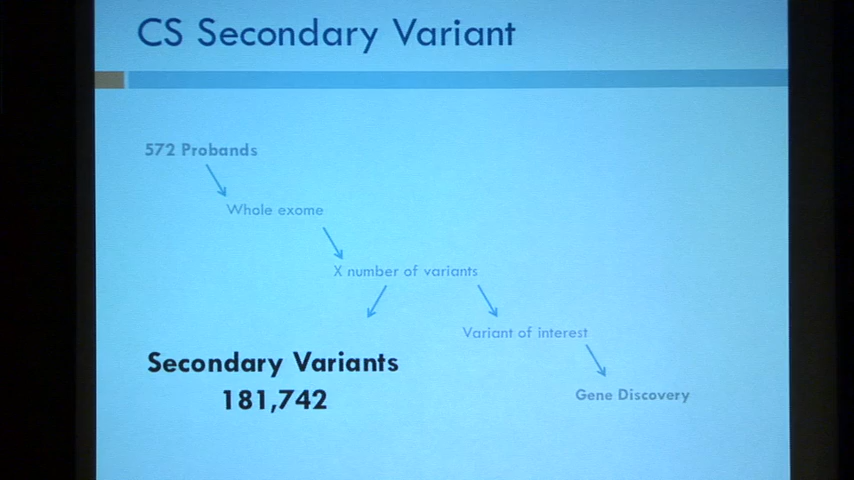 CS Secondary Variant
572 Probands
Whole exome
X number of variants
Variant of interest
Secondary Variants
181,742
Gene Discovery